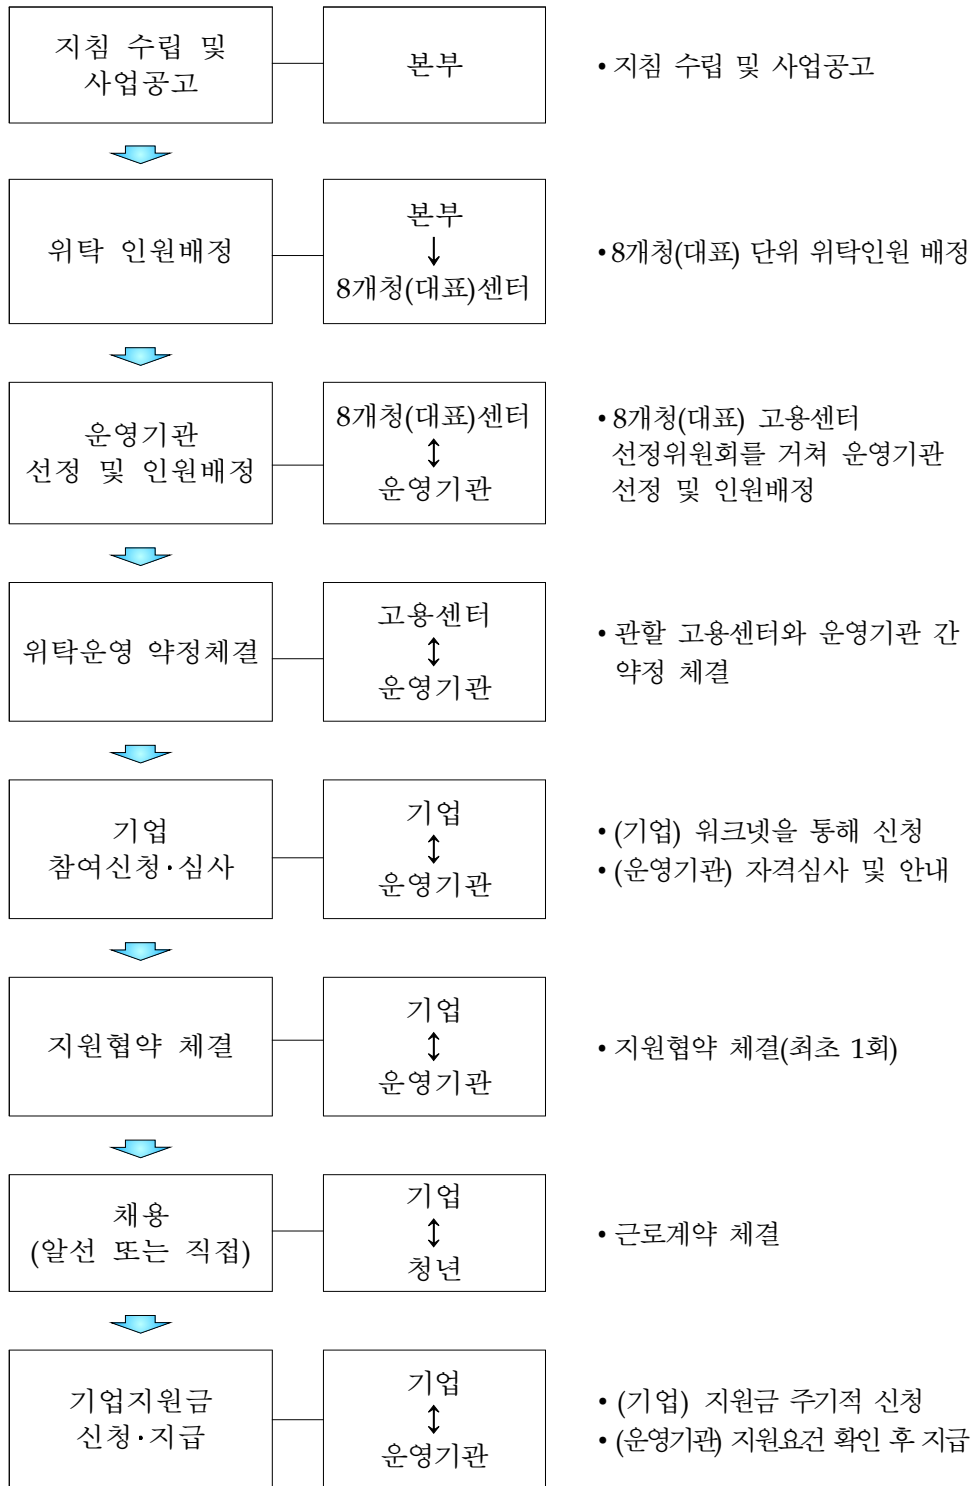 지침 수립 및
사업공고
본부
• 지침 수립 및 사업공고
위탁 인원배정
본부
↓
8개청(대표)센터
• 8개청(대표) 단위 위탁인원 배정
운영기관
선정 및 인원배정
8개청(대표)센터
↕
운영기관
• 8개청(대표) 고용센터
선정위원회를 거쳐 운영기관
선정 및 인원배정
위탁운영 약정체결
고용센터
↕
운영기관
• 관할 고용센터와 운영기관 간
약정 체결
기업
참여신청·심사
기업
↕
운영기관
• (기업) 워크넷을 통해 신청
• (운영기관) 자격심사 및 안내
지원협약 체결
기업
↕
운영기관
• 지원협약 체결(최초 1회)
채용
(알선 또는 직접)
기업
↕
청년
• 근로계약 체결
기업지원금
신청·지급
기업
↕
운영기관
• (기업) 지원금 주기적 신청
• (운영기관) 지원요건 확인 후 지급